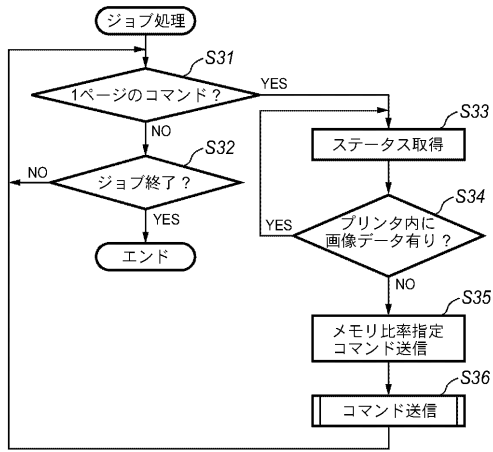 ジョブ処理
S31
1ページのコマンド？
YES
NO
S32
ジョブ終了？
NO
YES
エンド
S33
ステータス取得
S34
プリンタ内に
画像データ有り？
YES
NO
S35
メモリ比率指定
コマンド送信
S36
コマンド送信